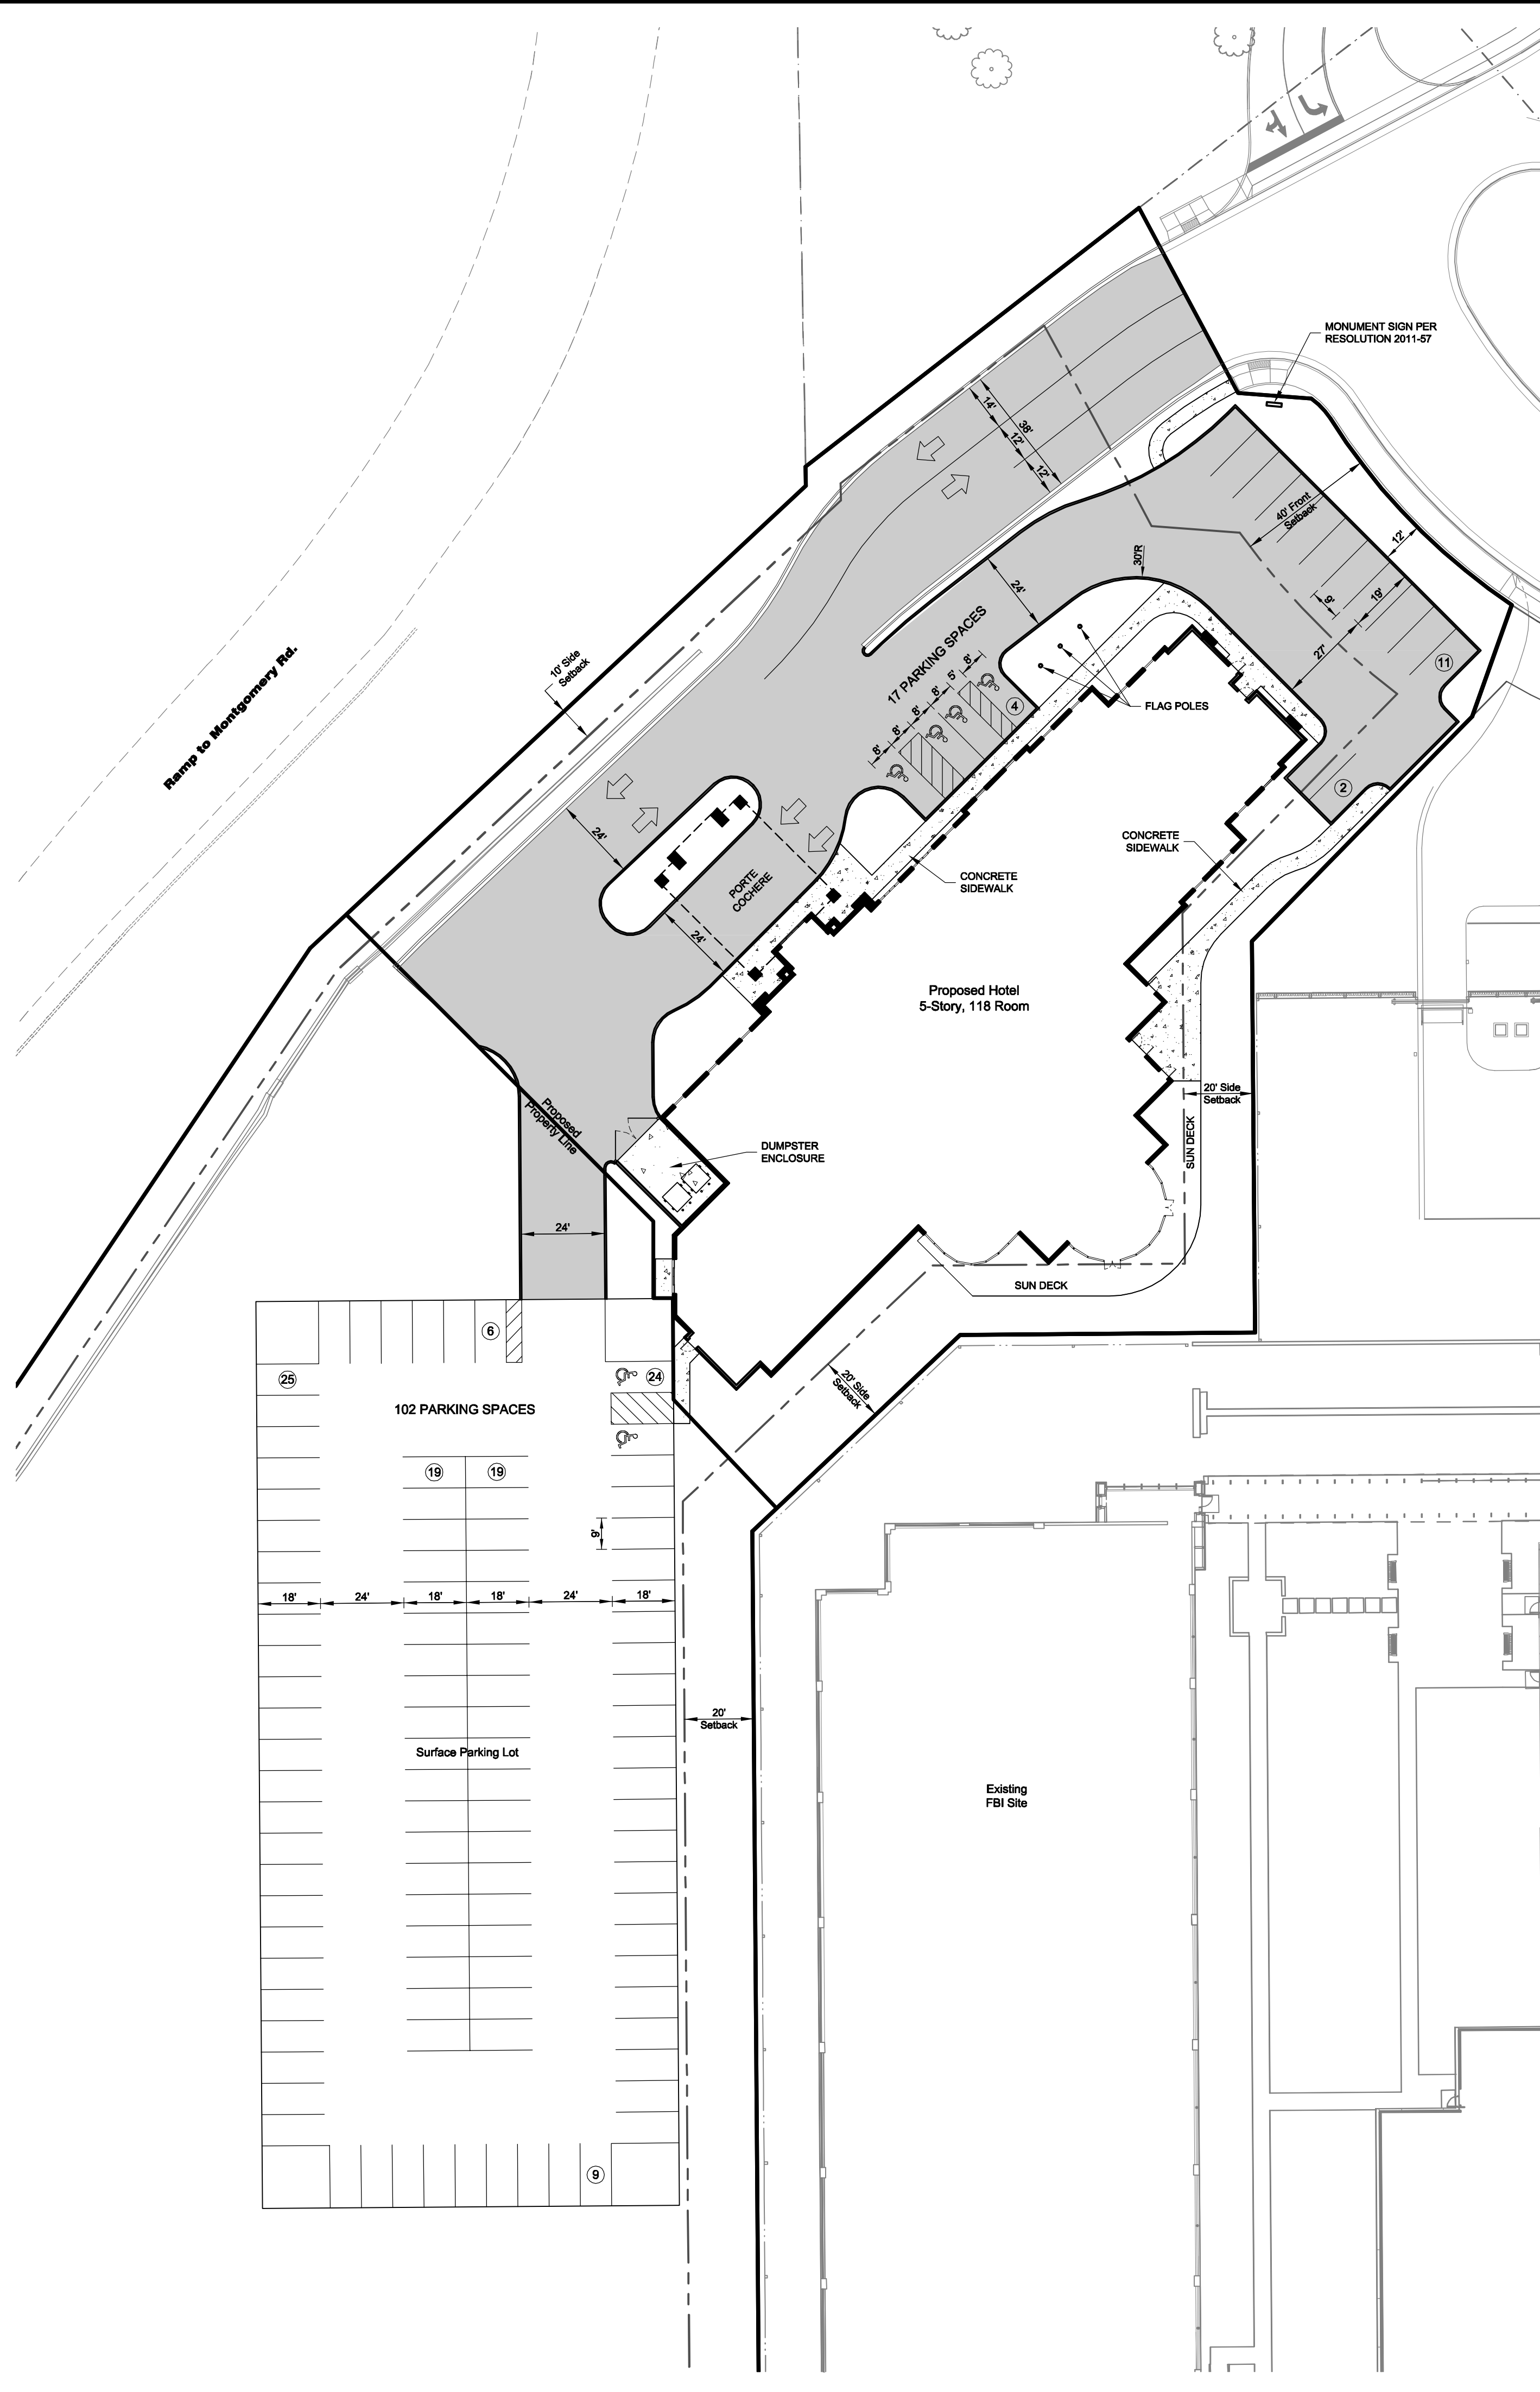 MONUMENT SIGN PER
RESOLUTION 2011-57
14'
38'
12'
12'
40' Front
Setback
12'
30'R
24'
9'
19'
17 PARKING SPACES
27'
10' Side
Setback
Ramp to Montgomery Rd.
8'
5'
8'
8'
8'
8'
4
11
FLAG POLES
2
24'
CONCRETE
SIDEWALK
CONCRETE
SIDEWALK
PORTE
COCHERE
24'
Proposed Hotel
5-Story, 118 Room
20' Side
Setback
Proposed
Property Line
SUN DECK
DUMPSTER
ENCLOSURE
24'
SUN DECK
6
25
24
20' Side
Setback
102 PARKING SPACES
19
19
9'
18'
24'
18'
18'
24'
18'
20'
Setback
Surface Parking Lot
Existing
FBI Site
9